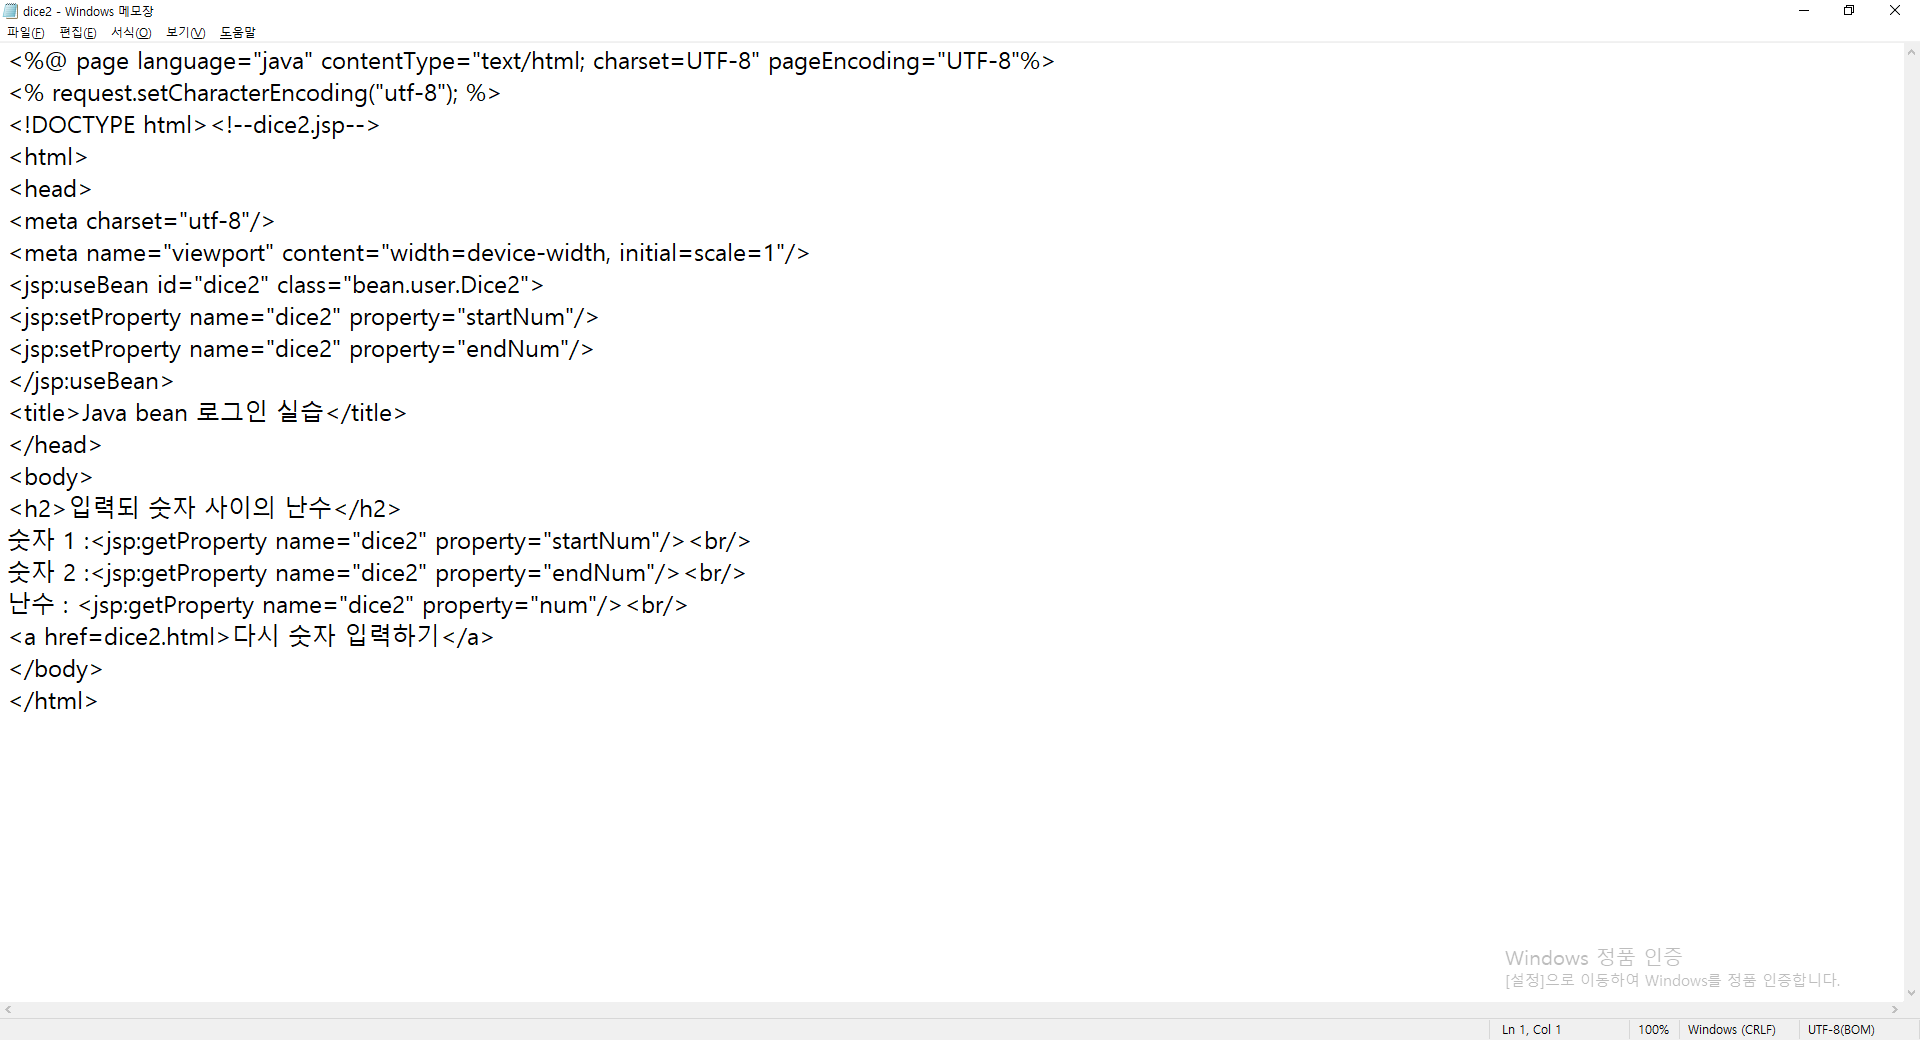 dice2 - Windows 메모장
파일(F) 편집(E) 서식(O) 보기(V) 도움말
<%@ page language="java" contentType="text/html; charset=UTF-8" pageEncoding="UTF-8"%>
<% request.setCharacterEncoding("utf-8"); %>
<!DOCTYPE html><!--dice2.jsp-->
<html>
<head>
<meta charset="utf-8"/>
<meta name="viewport" content="width=device-width, initial=scale=1"/>
<jsp:useBean id="dice2" class="bean.user.Dice2">
<jsp:setProperty name="dice2" property="startNum"/>
<jsp:setProperty name="dice2" property="endNum"/>
</jsp:useBean>
<title>Java bean 로그인 실습</title>
</head>
<body>
<h2>입력되 숫자 사이의 난수</h2>
숫자 1 :<jsp:getProperty name="dice2" property="startNum"/><br/>
숫자 2 :<jsp:getProperty name="dice2" property="endNum"/><br/>
난수 : <jsp:getProperty name="dice2" property="num"/><br/>
<a href=dice2.html>다시 숫자 입력하기</a>
</body>
</html>
Windows 정품 인증
[설정]으로 이동하여 Windows를 정품 인증합니다.
Ln 1, Col 1 100% Windows (CRLF) UTF-8(BOM)